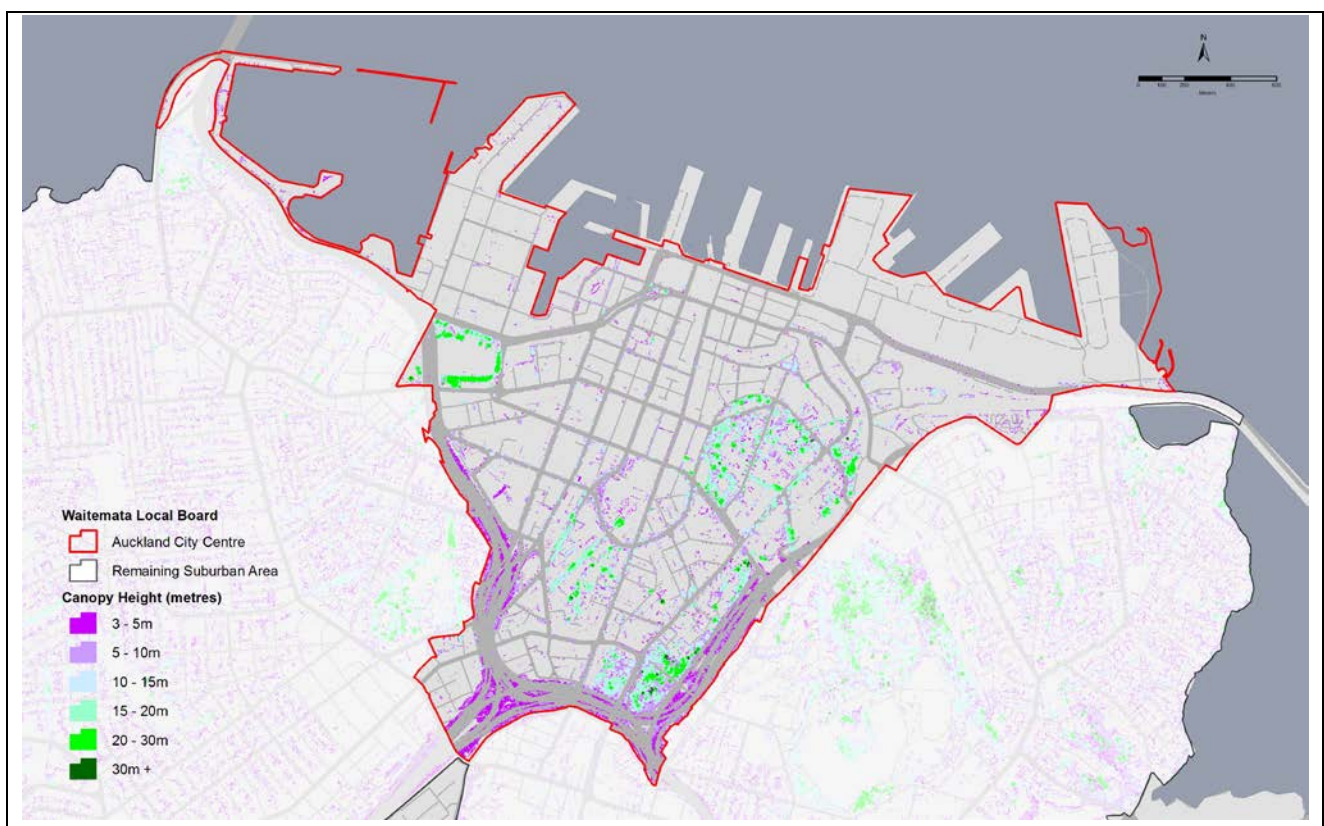 N
Meters
Waitemata Local Board
Auckland City Centre
Remaining Suburban Area
Canopy Height (metres)
3 - 5m
5 - 10m
10 - 15m
15 - 20m
20 - 30m
30m +